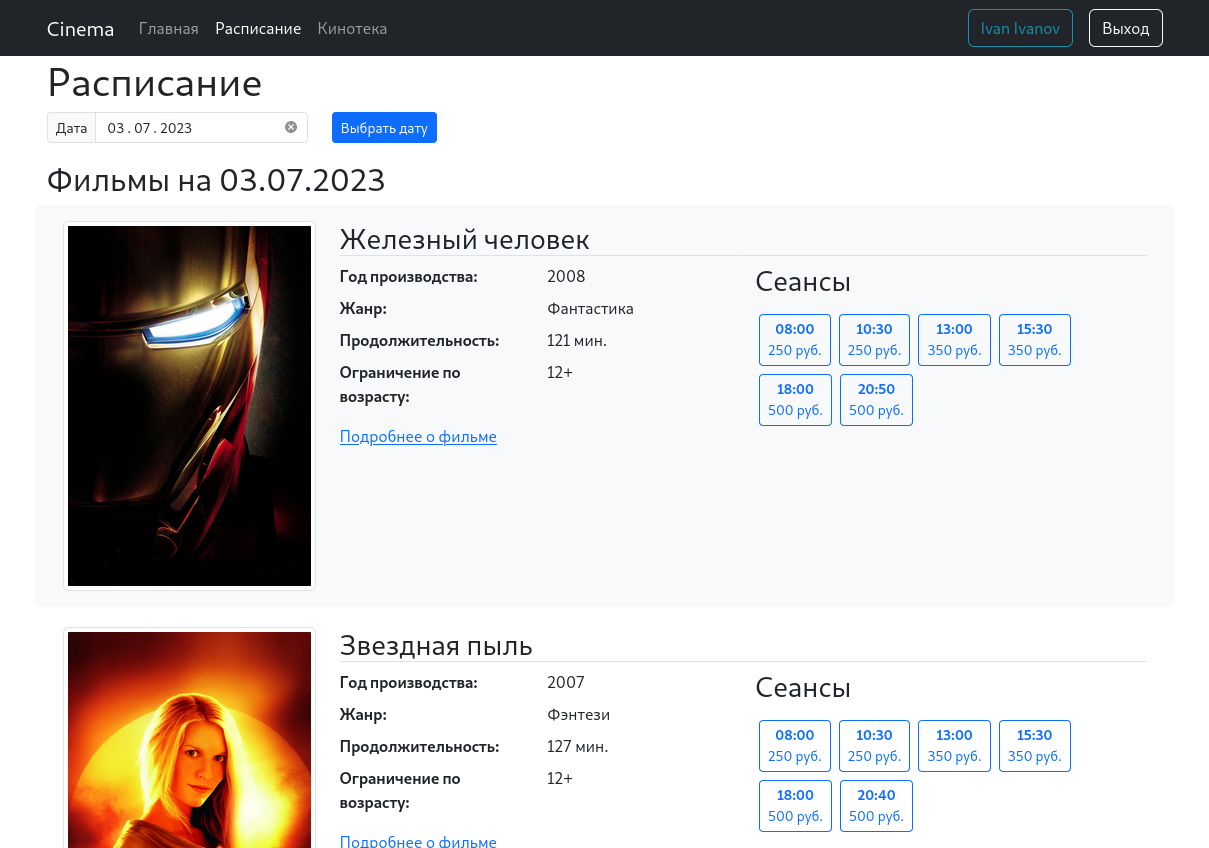 Cinema Главная Расписание Кинотека Ivan Ivanov Выход
Расписание
Дата 03 . 07 . 2023 Выбрать дату
Фильмы на 03.07.2023
Железный человек
Год производства: 2008
Жанр: Фантастика
Продолжительность: 121 мин.
Ограничение по возрасту: 12+
Подробнее о фильме
Сеансы
08:00 10:30 13:00 15:30
250 руб. 250 руб. 350 руб. 350 руб.
18:00 20:50
500 руб. 500 руб.
Звездная пыль
Год производства: 2007
Жанр: Фэнтези
Продолжительность: 127 мин.
Ограничение по возрасту: 12+
Подробнее о фильме
Сеансы
08:00 10:30 13:00 15:30
250 руб. 250 руб. 350 руб. 350 руб.
18:00 20:40
500 руб. 500 руб.